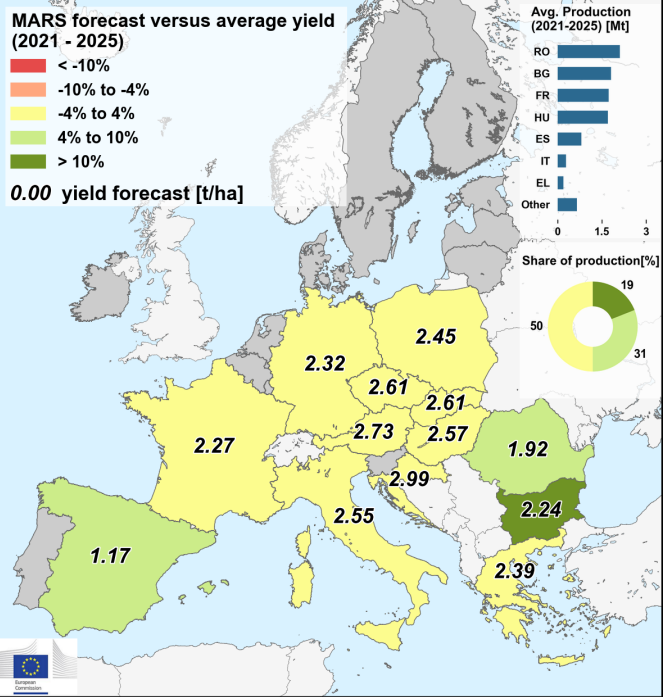 MARS forecast versus average yield
(2021 - 2025)
< -10%
-10% to -4%
-4% to 4%
4% to 10%
> 10%
0.00 yield forecast [t/ha]
Avg. Production
(2021-2025) [Mt]
RO
BG
FR
HU
ES
IT
EL
Other
0 1.5 3
Share of production[%]
19
50
31
2.45
2.32
2.61
2.61
2.73
2.57
2.27
1.92
2.99
2.24
2.55
1.17
2.39
European
Commission